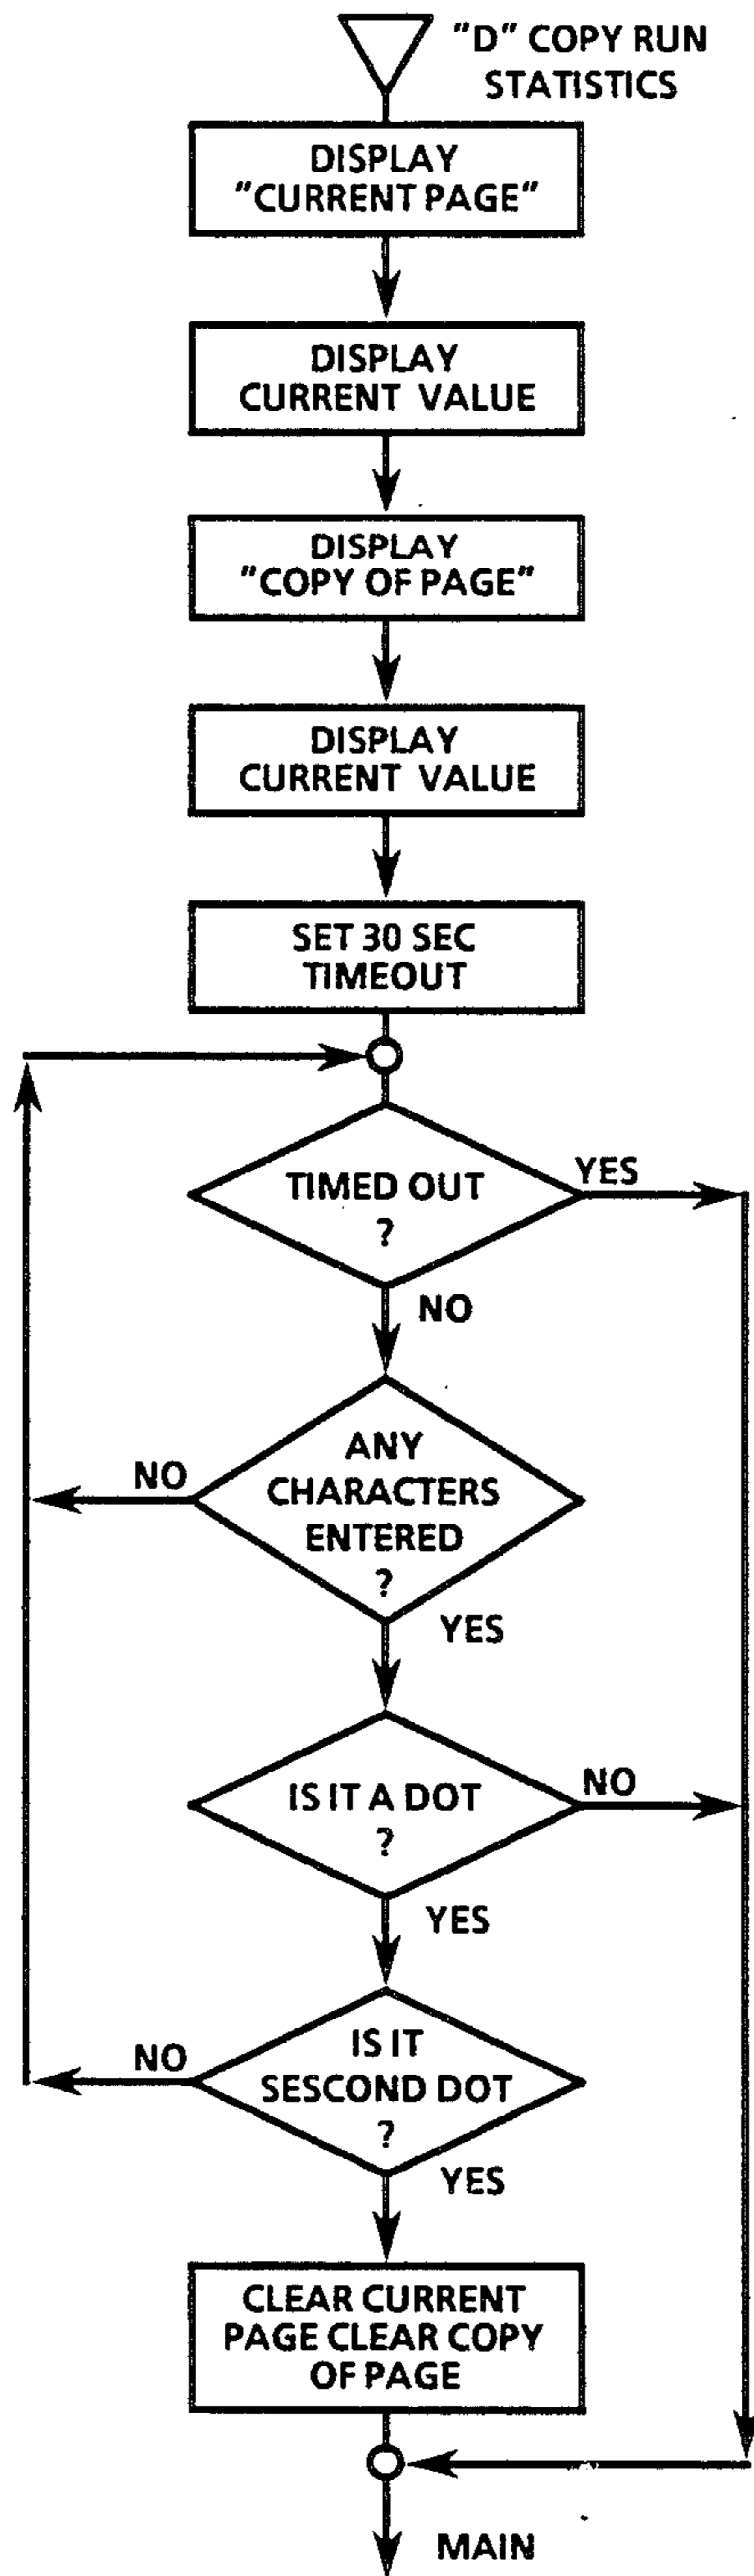 "D" COPY RUN
STATISTICS
DISPLAY
"CURRENT PAGE"
DISPLAY
CURRENT VALUE
DISPLAY
"COPY OF PAGE"
DISPLAY
CURRENT VALUE
SET 30 SEC
TIMEOUT
TIMED OUT
?
YES
NO
ANY
CHARACTERS
ENTERED
?
NO
YES
IS IT A DOT
?
NO
YES
IS IT
SESCOND DOT
?
NO
YES
CLEAR CURRENT
PAGE CLEAR COPY
OF PAGE
MAIN